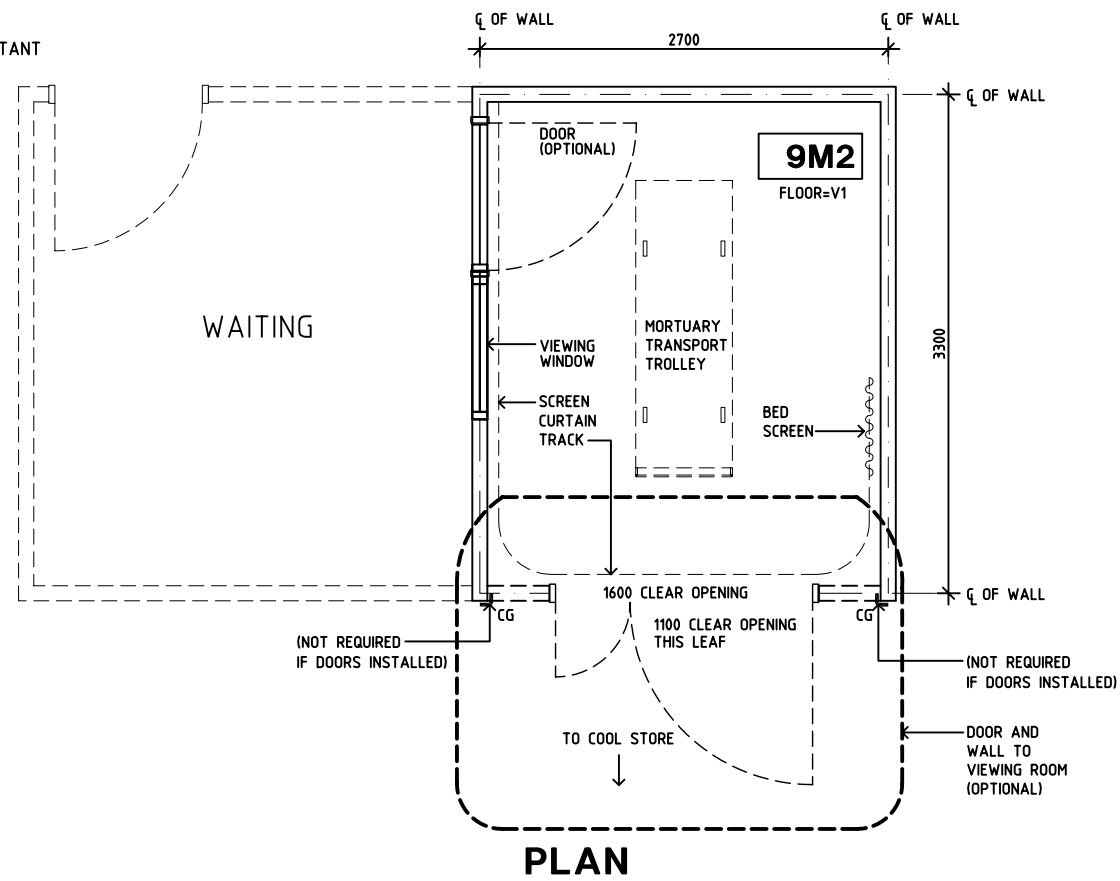 ℄ OF WALL
℄ OF WALL
TANT
2700
℄ OF WALL
DOOR
(OPTIONAL)
9M2
FLOOR=V1
WAITING
MORTUARY
TRANSPORT
TROLLEY
VIEWING
WINDOW
3300
SCREEN
CURTAIN
TRACK
BED
SCREEN
1600 CLEAR OPENING
℄ OF WALL
CG
CG
1100 CLEAR OPENING
THIS LEAF
(NOT REQUIRED
IF DOORS INSTALLED)
(NOT REQUIRED
IF DOORS INSTALLED)
TO COOL STORE
DOOR AND
WALL TO
VIEWING ROOM
(OPTIONAL)
PLAN